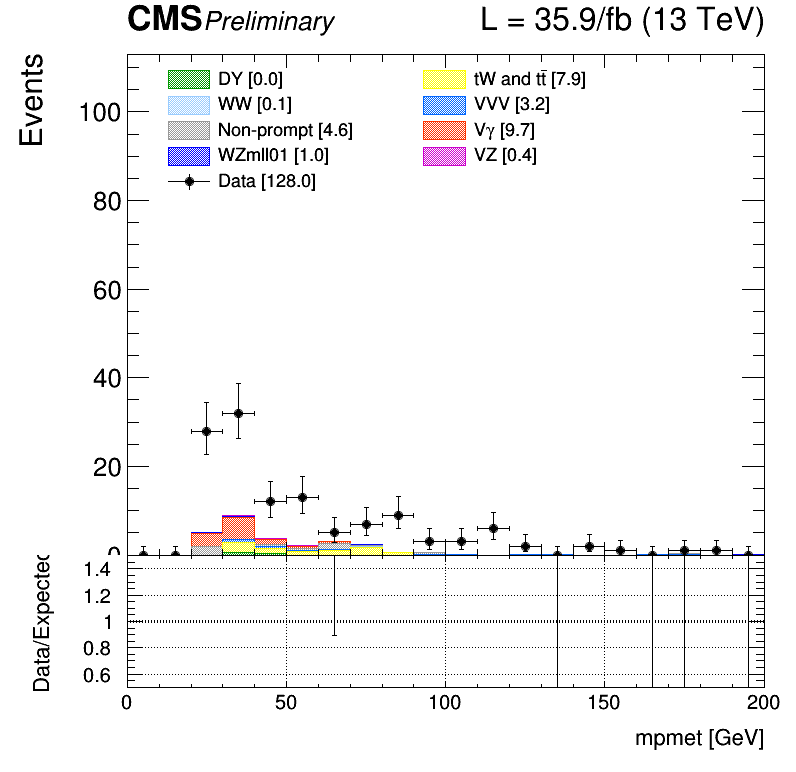 CMS Preliminary L = 35.9/fb (13 TeV)
Events
DY [0.0] tW and tt̄ [7.9]
WW [0.1] VVV [3.2]
Non-prompt [4.6] Vγ [9.7]
WZmll01 [1.0] VZ [0.4]
Data [128.0]
100
80
60
40
20
0
Data/Expected
1.4
1.2
1
0.8
0.6
0 50 100 150 200
mpmet [GeV]